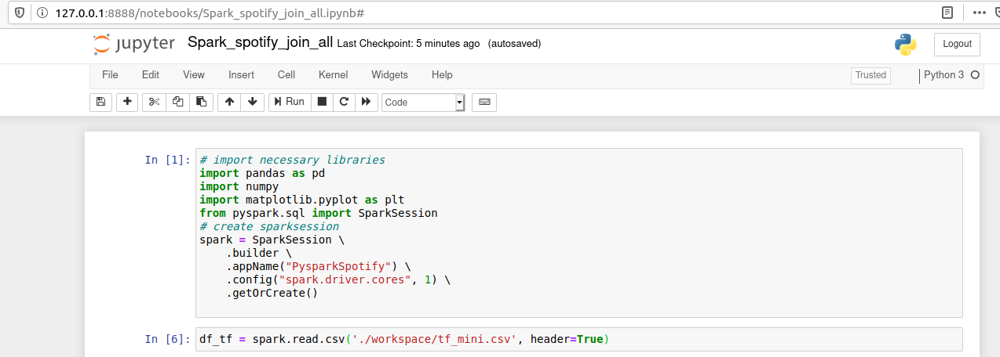 127.0.0.1:8888/notebooks/Spark_spotify_join_all.ipynb#
jupyter Spark_spotify_join_all Last Checkpoint: 5 minutes ago (autosaved) Logout
File Edit View Insert Cell Kernel Widgets Help Trusted Python 3
Run Code
In [1]: # import necessary libraries
import pandas as pd
import numpy
import matplotlib.pyplot as plt
from pyspark.sql import SparkSession
# create sparksession
spark = SparkSession \
    .builder \
    .appName("PysparkSpotify") \
    .config("spark.driver.cores", 1) \
    .getOrCreate()
In [6]: df_tf = spark.read.csv('./workspace/tf_mini.csv', header=True)